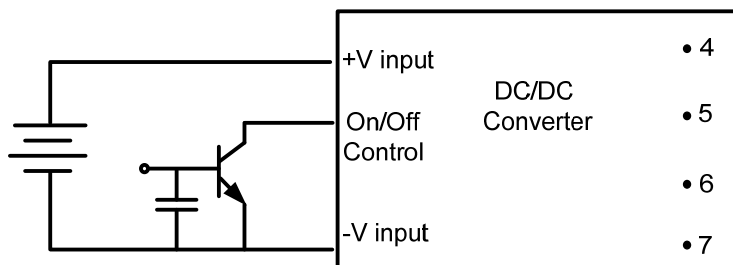 +V input
On/Off
Control
-V input
DC/DC
Converter
• 4
• 5
• 6
• 7